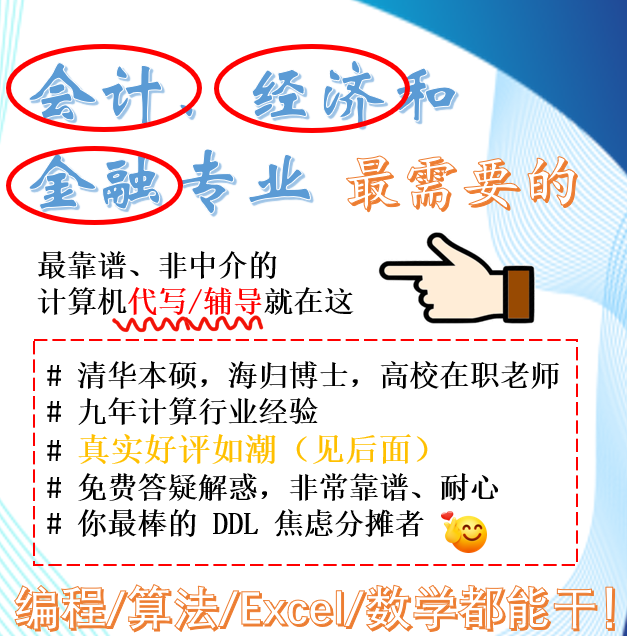 会计、经济和
金融专业 最需要的
最靠谱、非中介的
计算机代写/辅导就在这
# 清华本硕，海归博士，高校在职老师
# 九年计算行业经验
# 真实好评如潮（见后面）
# 免费答疑解惑，非常靠谱、耐心
# 你最棒的 DDL 焦虑分摊者
编程/算法/Excel/数学都能干！